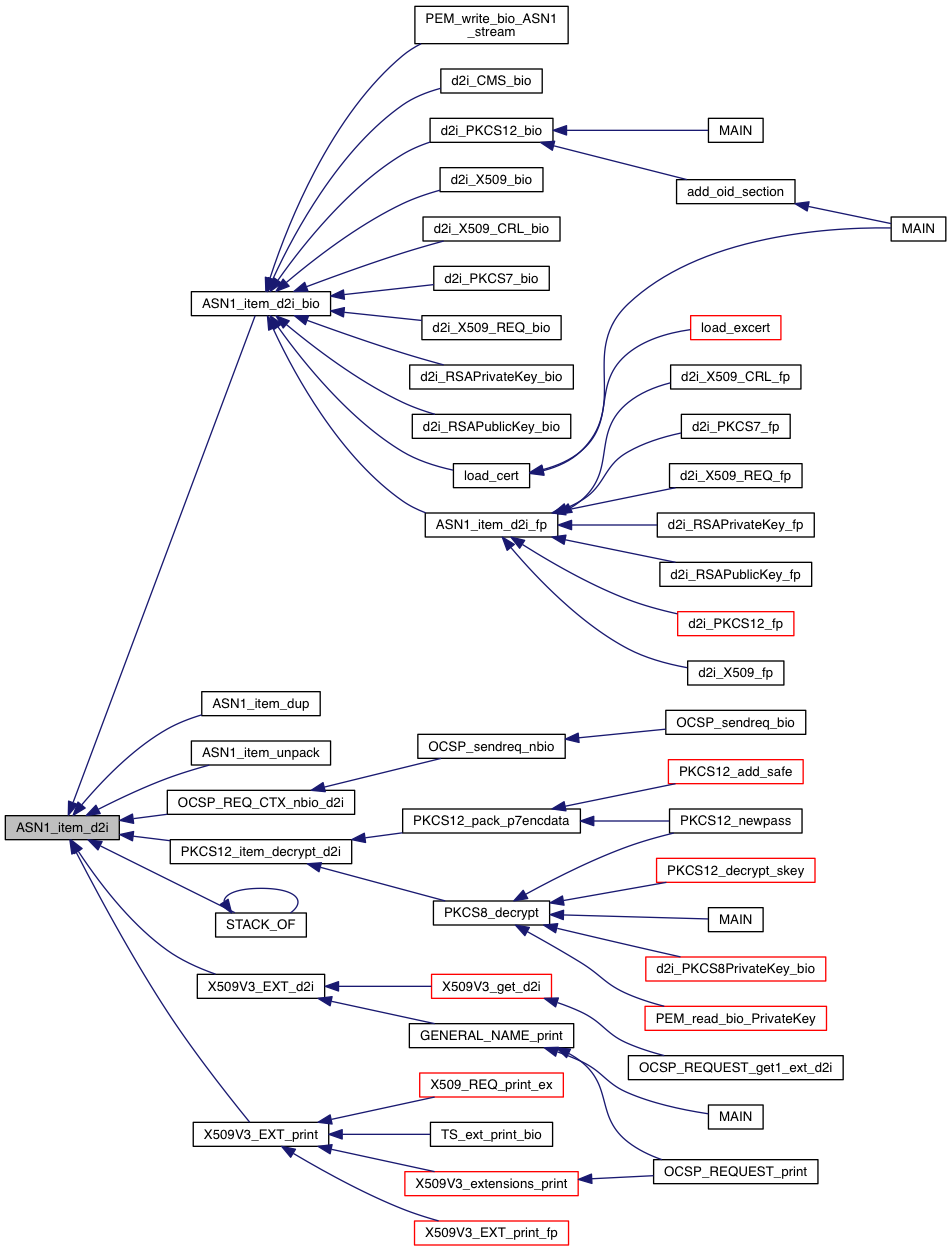 PEM_write_bio_ASN1
_stream
d2i_CMS_bio
d2i_PKCS12_bio
MAIN
d2i_X509_bio
add_oid_section
d2i_X509_CRL_bio
MAIN
d2i_PKCS7_bio
ASN1_item_d2i_bio
d2i_X509_REQ_bio
load_excert
d2i_RSAPrivateKey_bio
d2i_X509_CRL_fp
d2i_RSAPublicKey_bio
d2i_PKCS7_fp
load_cert
d2i_X509_REQ_fp
ASN1_item_d2i_fp
d2i_RSAPrivateKey_fp
d2i_RSAPublicKey_fp
d2i_PKCS12_fp
d2i_X509_fp
ASN1_item_dup
OCSP_sendreq_bio
ASN1_item_unpack
OCSP_sendreq_nbio
PKCS12_add_safe
OCSP_REQ_CTX_nbio_d2i
ASN1_item_d2i
PKCS12_pack_p7encdata
PKCS12_newpass
PKCS12_item_decrypt_d2i
PKCS12_decrypt_skey
STACK_OF
PKCS8_decrypt
MAIN
d2i_PKCS8PrivateKey_bio
X509V3_EXT_d2i
X509V3_get_d2i
PEM_read_bio_PrivateKey
GENERAL_NAME_print
OCSP_REQUEST_get1_ext_d2i
X509_REQ_print_ex
MAIN
X509V3_EXT_print
TS_ext_print_bio
OCSP_REQUEST_print
X509V3_extensions_print
X509V3_EXT_print_fp